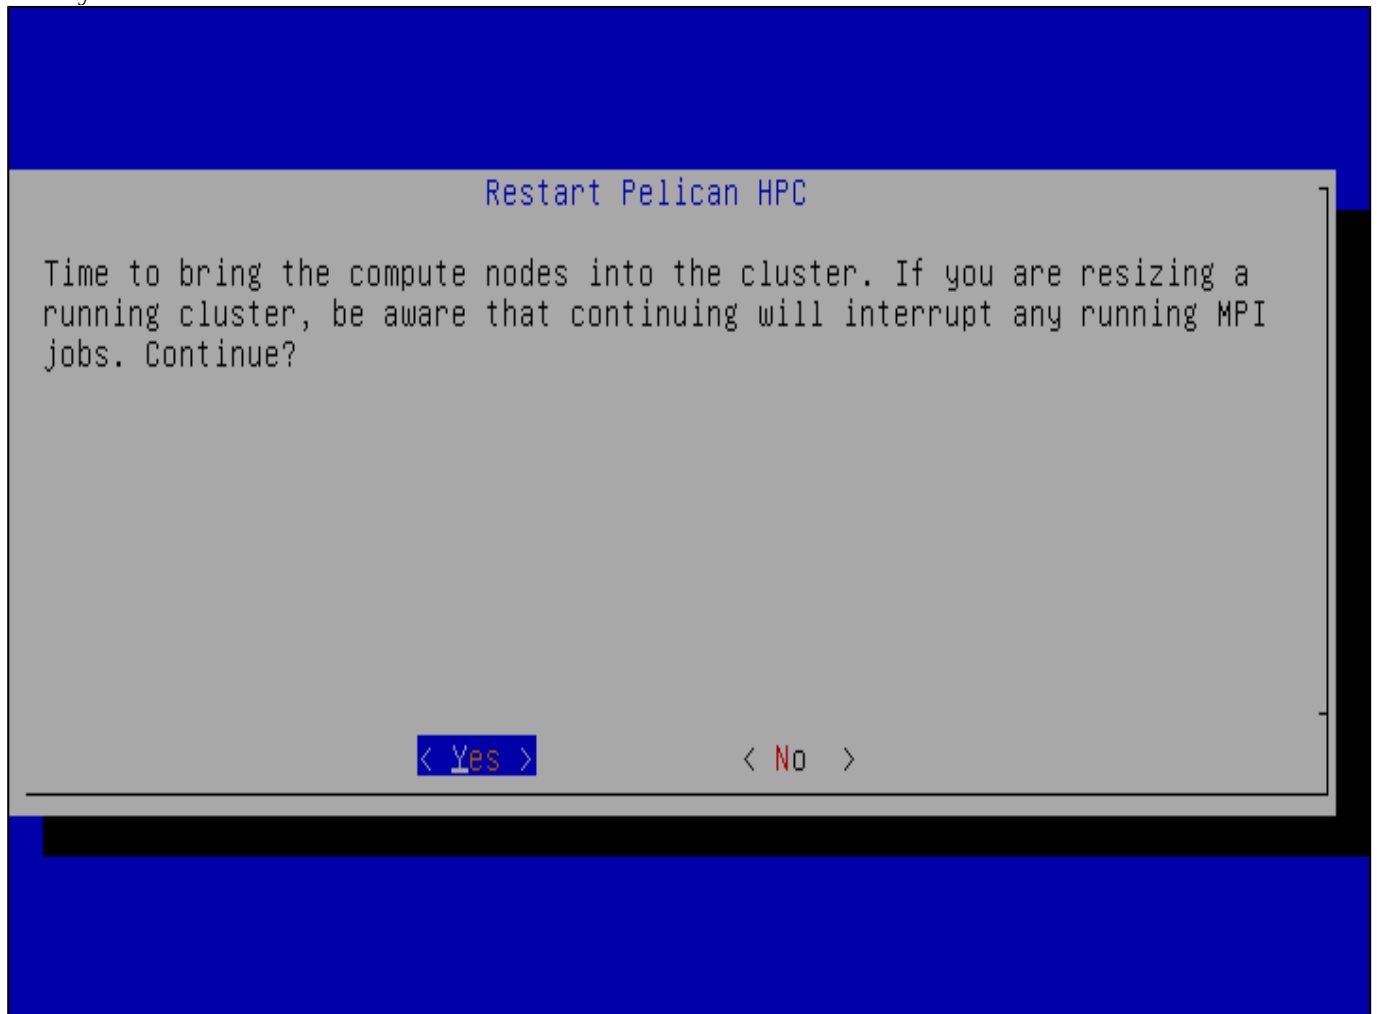 Restart Pelican HPC
Time to bring the compute nodes into the cluster. If you are resizing a
running cluster, be aware that continuing will interrupt any running MPI
jobs. Continue?
< Yes > < No >